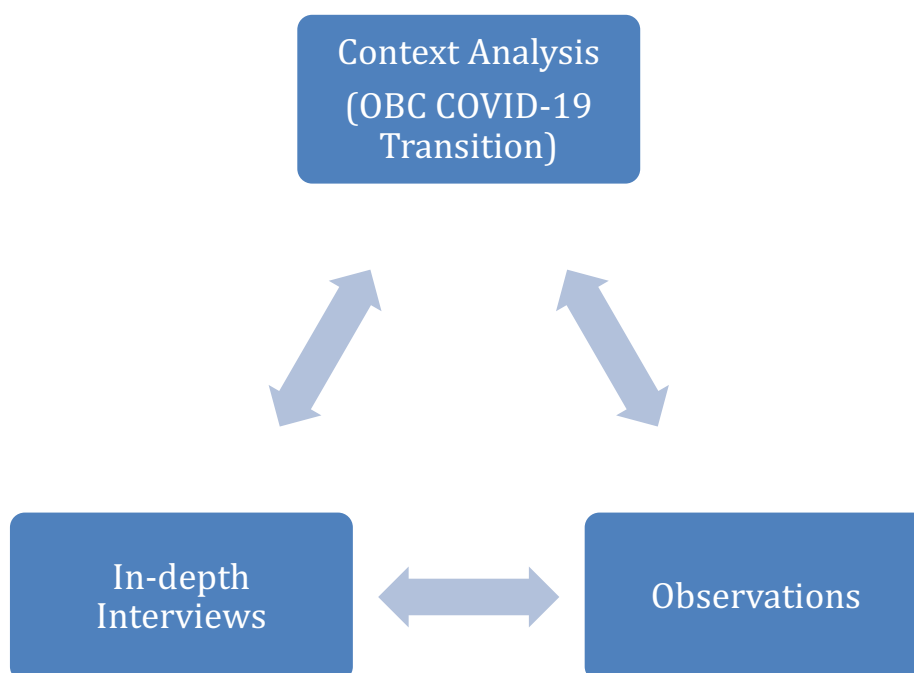 Context Analysis
(OBC COVID-19
Transition)
In-depth
Interviews
Observations